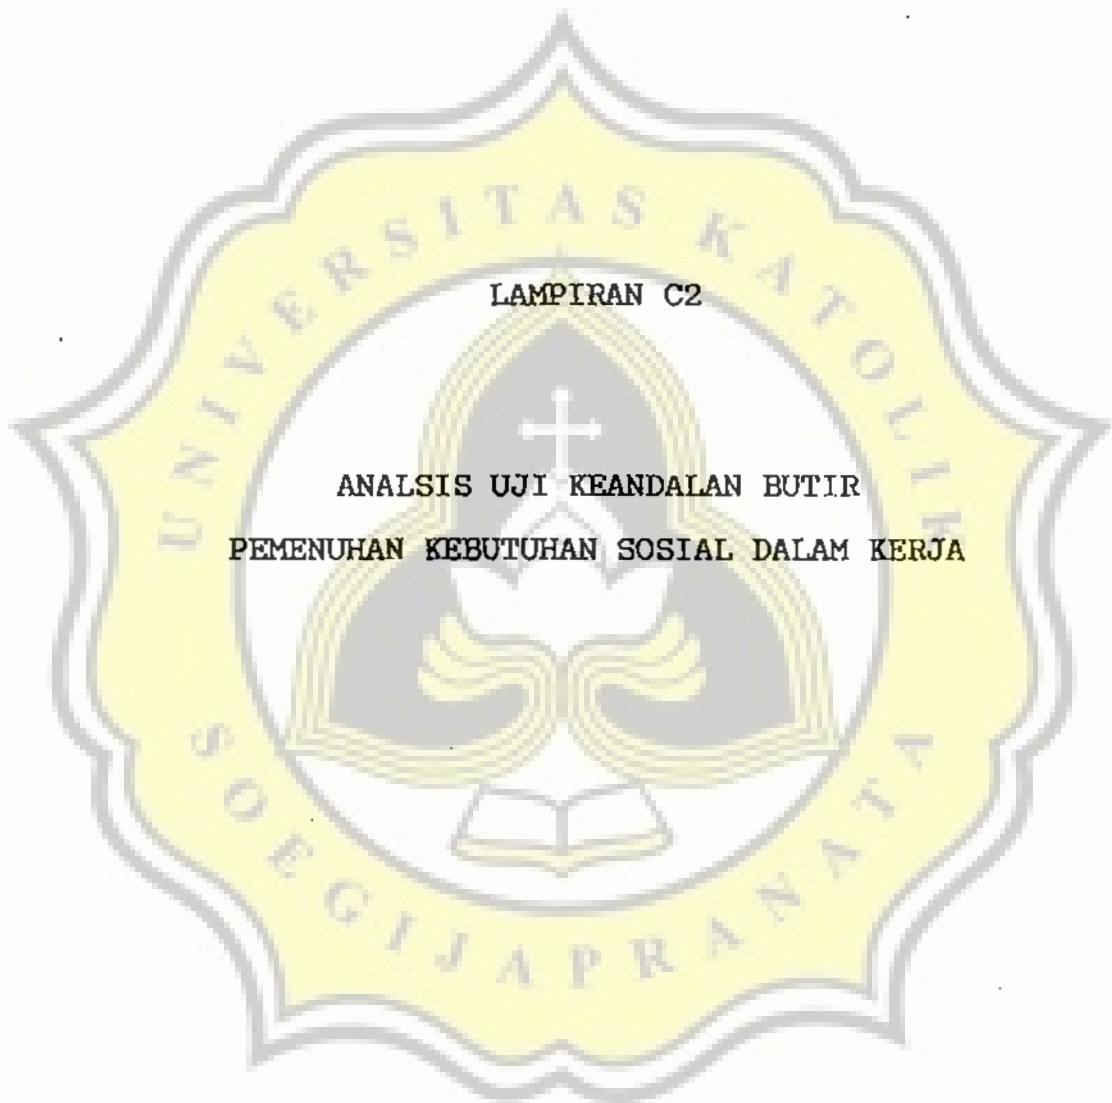 UNIVERSITAS KATOLIK
LAMPIRAN C2
ANALSIS UJI KEANDALAN BUTIR
PEMENUHAN KEBUTUHAN SOSIAL DALAM KERJA
SOEGIJAPRANATA